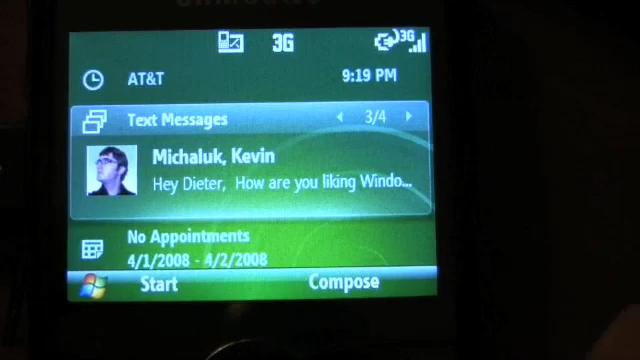 3G
3G
AT&T 9:19 PM
Text Messages 3/4
Michaluk, Kevin
Hey Dieter, How are you liking Windo...
No Appointments
4/1/2008 - 4/2/2008
Start Compose